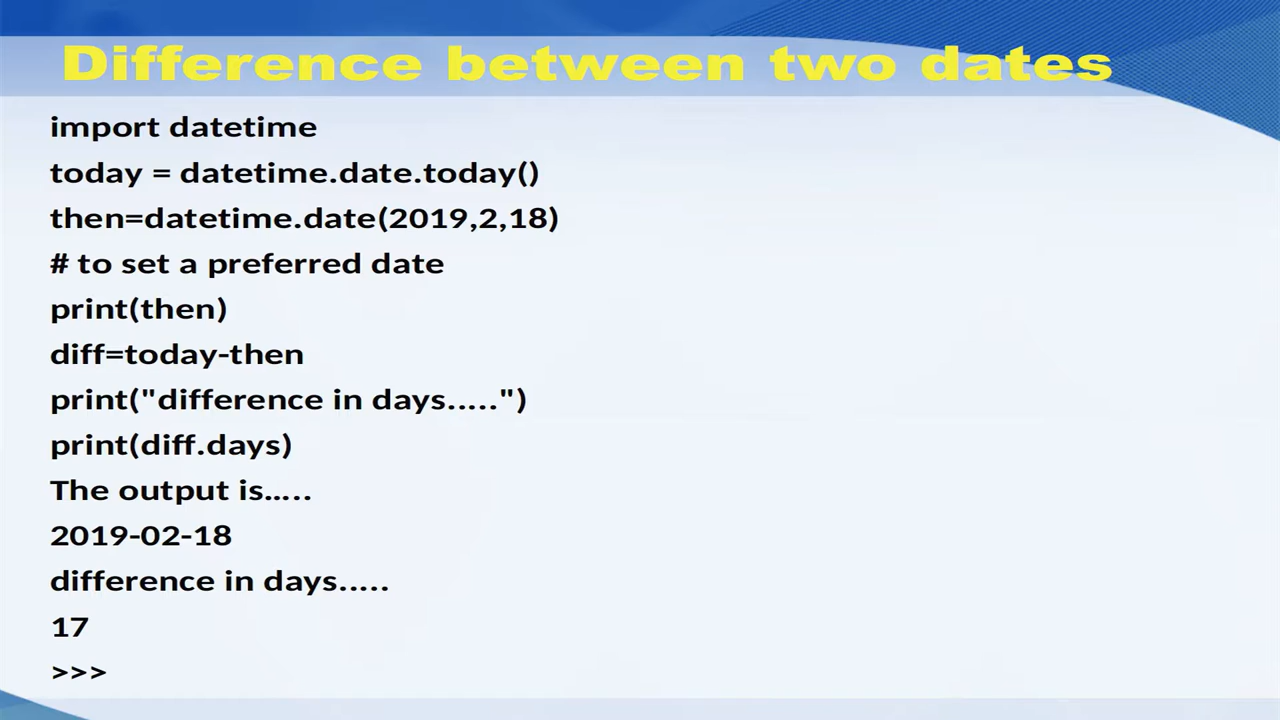 Difference between two dates
import datetime
today = datetime.date.today()
then=datetime.date(2019,2,18)
# to set a preferred date
print(then)
diff=today-then
print("difference in days.....")
print(diff.days)
The output is.....
2019-02-18
difference in days.....
17
>>>